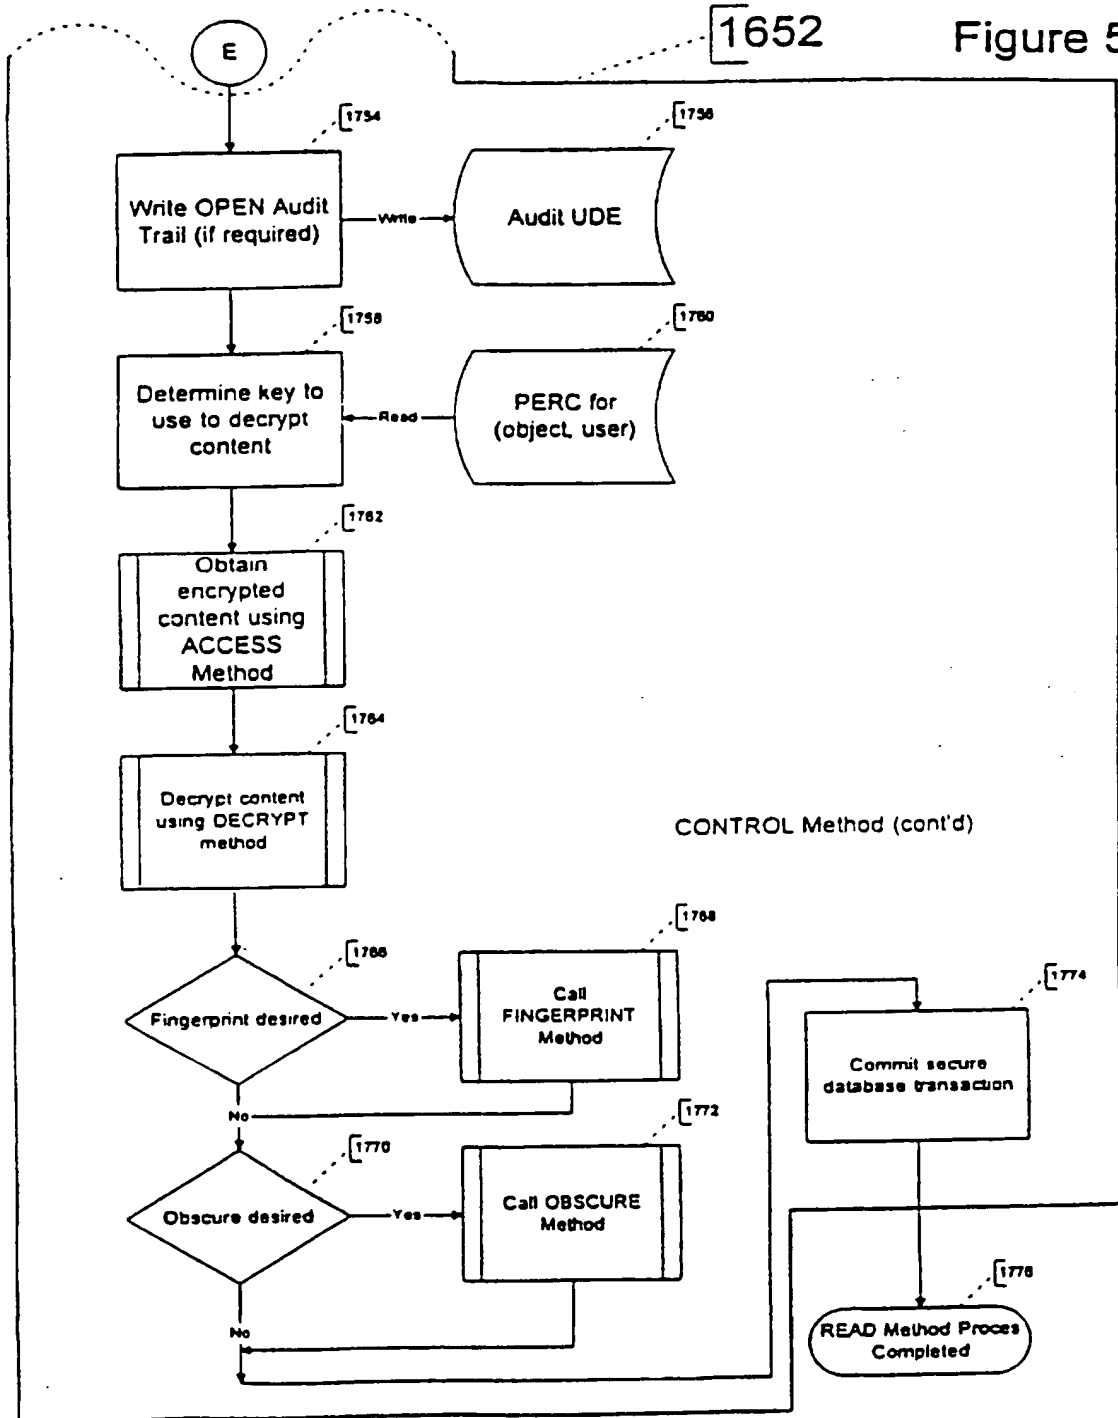 1652
Figure 5
E
1754
1756
Write OPEN Audit
Trail (if required)
Write
Audit UDE
1758
1760
Determine key to
use to decrypt
content
Read
PERC for
(object, user)
1762
Obtain
encrypted
content using
ACCESS
Method
1764
Decrypt content
using DECRYPT
method
CONTROL Method (cont'd)
1766
1768
Fingerprint desired
Yes
Call
FINGERPRINT
Method
1774
Commit secure
database transaction
No
1770
1772
Obscure desired
Yes
Call OBSCURE
Method
1776
No
READ Method Proces
Completed